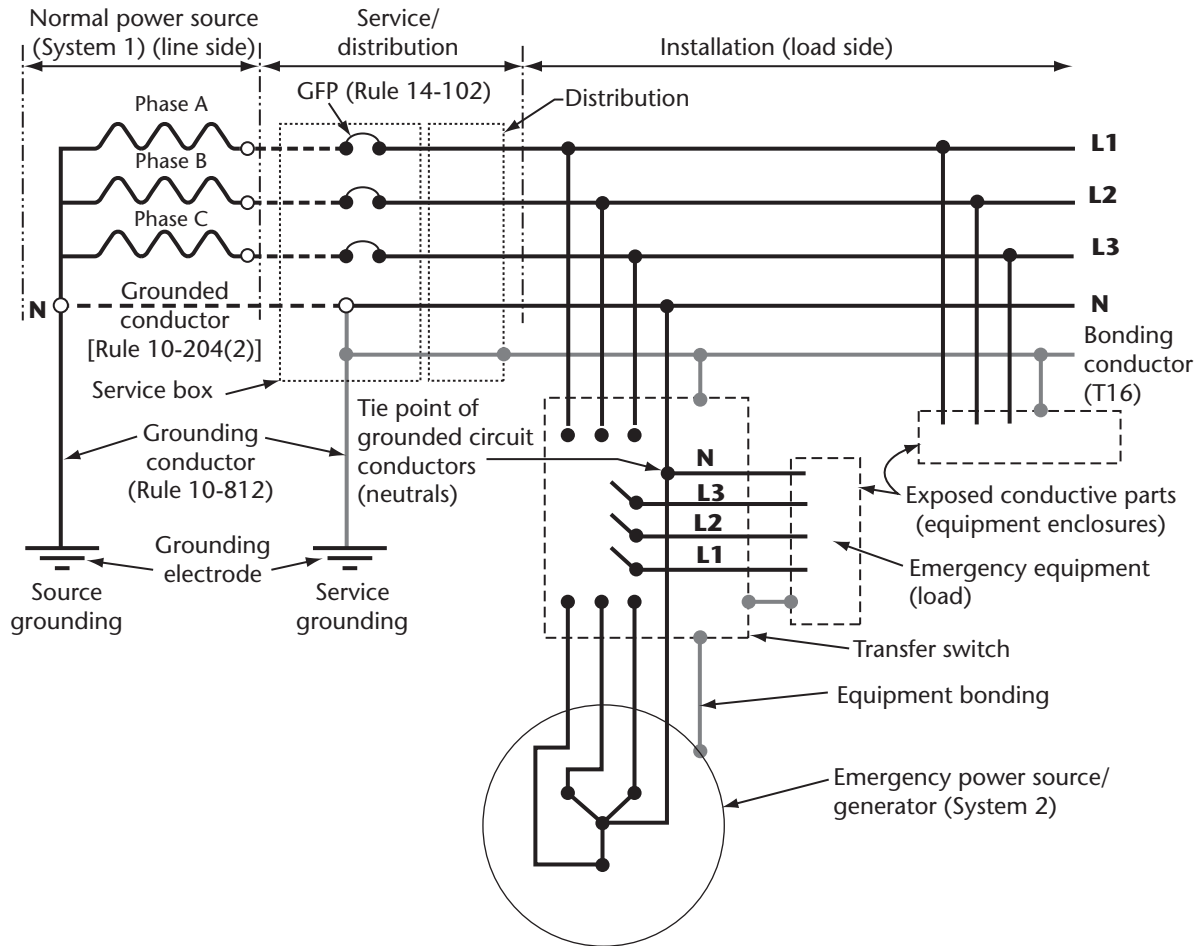 Normal power source
(System 1) (line side)
Service/
distribution
Installation (load side)
GFP (Rule 14-102)
Distribution
Phase A
L1
Phase B
L2
Phase C
L3
N
Grounded
conductor
[Rule 10-204(2)]
N
Bonding
conductor
(T16)
Service box
Tie point of
grounded circuit
conductors
(neutrals)
Grounding
conductor
(Rule 10-812)
N
L3
L2
L1
Exposed conductive parts
(equipment enclosures)
Grounding
electrode
Emergency equipment
(load)
Source
grounding
Service
grounding
Transfer switch
Equipment bonding
Emergency power source/
generator (System 2)